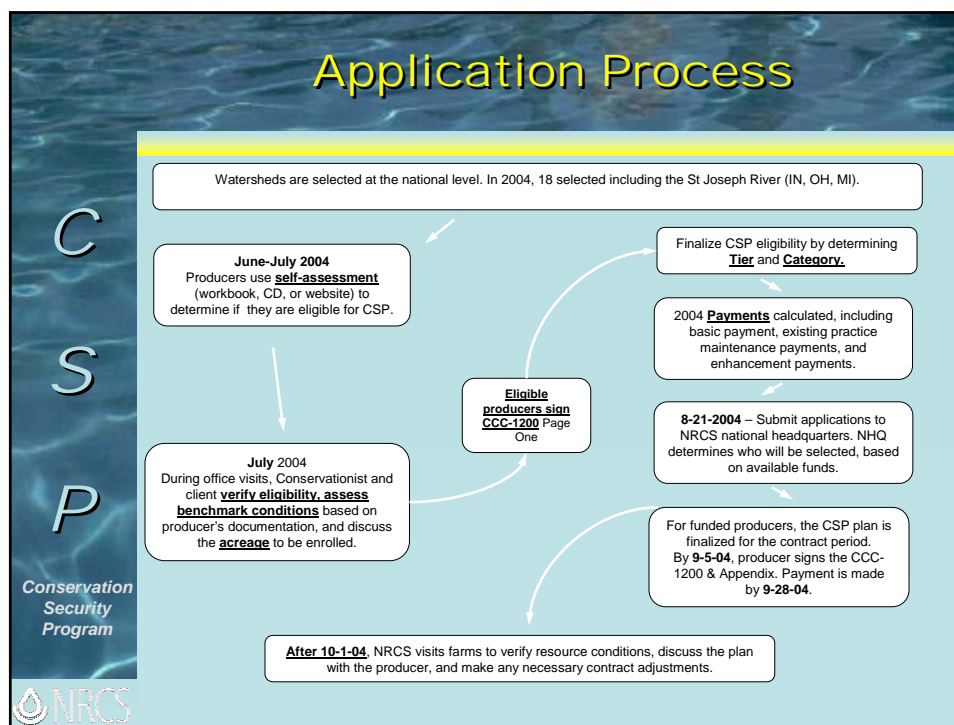 Application Process
Watersheds are selected at the national level. In 2004, 18 selected including the St Joseph River (IN, OH, MI).
June-July 2004
Producers use self-assessment
(workbook, CD, or website) to
determine if they are eligible for CSP.
July 2004
During office visits, Conservationist and
client verify eligibility, assess
benchmark conditions based on
producer's documentation, and discuss
the acreage to be enrolled.
Eligible
producers sign
CCC-1200 Page
One
Finalize CSP eligibility by determining
Tier and Category.
2004 Payments calculated, including
basic payment, existing practice
maintenance payments, and
enhancement payments.
8-21-2004 – Submit applications to
NRCS national headquarters. NHQ
determines who will be selected, based
on available funds.
For funded producers, the CSP plan is
finalized for the contract period.
By 9-5-04, producer signs the CCC-
1200 & Appendix. Payment is made
by 9-28-04.
After 10-1-04, NRCS visits farms to verify resource conditions, discuss the plan
with the producer, and make any necessary contract adjustments.
C
S
P
Conservation
Security
Program
NRCS